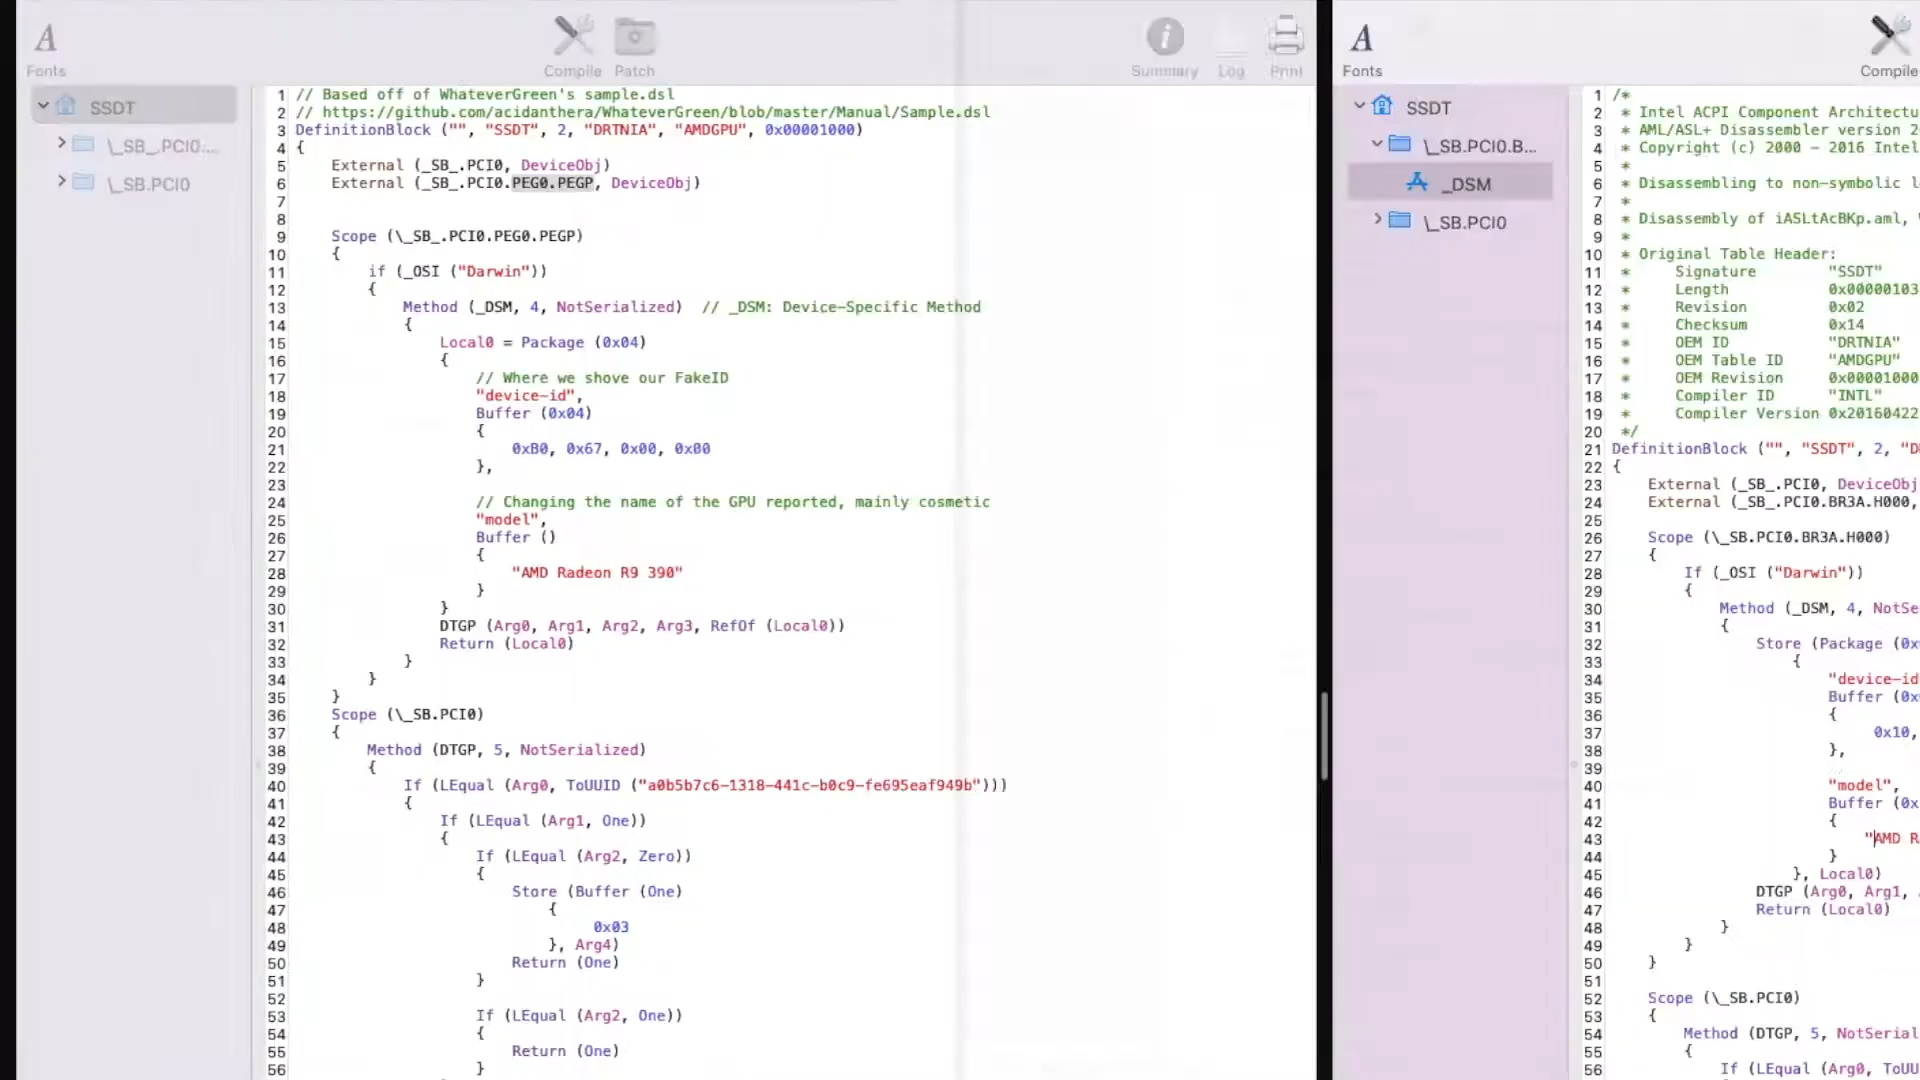 Fonts
Compile
Patch
Summary
Log
Print
SSDT
\_SB_.PCI0....
\_SB.PCI0
1 // Based off of WhateverGreen's sample.dsl
2 // https://github.com/acidanthera/WhateverGreen/blob/master/Manual/Sample.dsl
3 DefinitionBlock ("", "SSDT", 2, "DRTNIA", "AMDGPU", 0x00001000)
4 {
5 External (_SB_.PCI0, DeviceObj)
6 External (_SB_.PCI0.PEG0.PEGP, DeviceObj)
7
8
9 Scope (\_SB_.PCI0.PEG0.PEGP)
10 {
11 if (_OSI ("Darwin"))
12 {
13 Method (_DSM, 4, NotSerialized) // _DSM: Device-Specific Method
14 {
15 Local0 = Package (0x04)
16 {
17 // Where we shove our FakeID
18 "device-id",
19 Buffer (0x04)
20 {
21 0xB0, 0x67, 0x00, 0x00
22 },
23
24 // Changing the name of the GPU reported, mainly cosmetic
25 "model",
26 Buffer ()
27 {
28 "AMD Radeon R9 390"
29 }
30 }
31 DTGP (Arg0, Arg1, Arg2, Arg3, RefOf (Local0))
32 Return (Local0)
33 }
34 }
35 }
36 Scope (\_SB.PCI0)
37 {
38 Method (DTGP, 5, NotSerialized)
39 {
40 If (LEqual (Arg0, ToUUID ("a0b5b7c6-1318-441c-b0c9-fe695eaf949b")))
41 {
42 If (LEqual (Arg1, One))
43 {
44 If (LEqual (Arg2, Zero))
45 {
46 Store (Buffer (One)
47 {
48 0x03
49 }, Arg4)
50 Return (One)
51 }
52
53 If (LEqual (Arg2, One))
54 {
55 Return (One)
56 }
Fonts
Compile
SSDT
\_SB.PCI0.B...
_DSM
\_SB.PCI0
1 /*
2 * Intel ACPI Component Architectu
3 * AML/ASL+ Disassembler version 2
4 * Copyright (c) 2000 - 2016 Intel
5 *
6 * Disassembling to non-symbolic l
7 *
8 * Disassembly of iASLtAcBKp.aml,
9 *
10 * Original Table Header:
11 * Signature "SSDT"
12 * Length 0x00000103
13 * Revision 0x02
14 * Checksum 0x14
15 * OEM ID "DRTNIA"
16 * OEM Table ID "AMDGPU"
17 * OEM Revision 0x00001000
18 * Compiler ID "INTL"
19 * Compiler Version 0x20160422
20 */
21 DefinitionBlock ("", "SSDT", 2, "D
22 {
23 External (_SB_.PCI0, DeviceObj
24 External (_SB_.PCI0.BR3A.H000,
25
26 Scope (\_SB.PCI0.BR3A.H000)
27 {
28 If (_OSI ("Darwin"))
29 {
30 Method (_DSM, 4, NotSe
31 {
32 Store (Package (0x
33 {
34 "device-id
35 Buffer (0x
36 {
37 0x10,
38 },
39
40 "model",
41 Buffer (0x
42 {
43 "AMD R
44 }
45 }, Local0)
46 DTGP (Arg0, Arg1,
47 Return (Local0)
48 }
49 }
50 }
51
52 Scope (\_SB.PCI0)
53 {
54 Method (DTGP, 5, NotSerial
55 {
56 If (LEqual (Arg0, ToUU